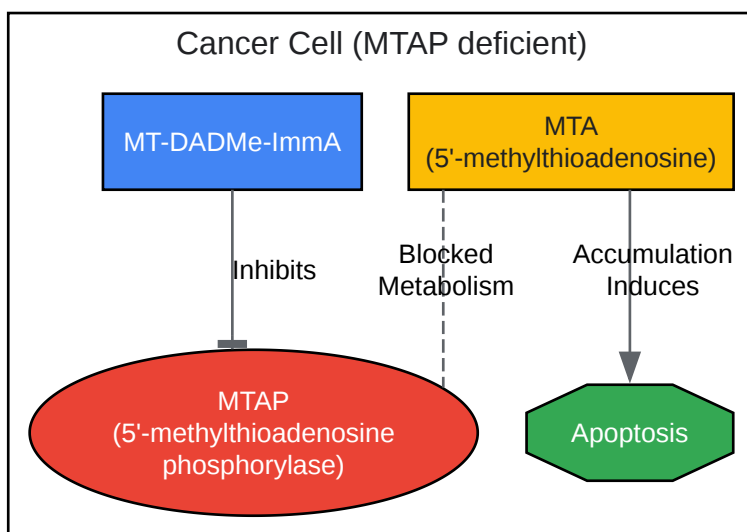 Cancer Cell (MTAP deficient)
MT-DADMe-ImmA
MTA
(5'-methylthioadenosine)
Inhibits
Blocked
Metabolism
Accumulation
Induces
MTAP
(5'-methylthioadenosine
phosphorylase)
Apoptosis